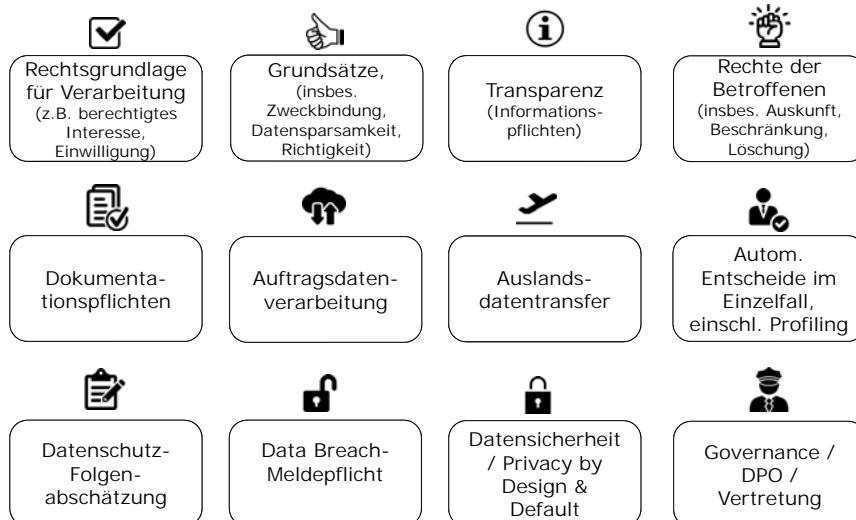 Rechtsgrundlage
für Verarbeitung
(z.B. berechtigtes
Interesse,
Einwilligung)
Grundsätze,
(insbes.
Zweckbindung,
Datensparsamkeit,
Richtigkeit)
Transparenz
(Informations-
pflichten)
Rechte der
Betroffenen
(insbes. Auskunft,
Beschränkung,
Löschung)
Dokumenta-
tionspflichten
Auftragsdaten-
verarbeitung
Auslands-
datentransfer
Autom.
Entscheide im
Einzelfall,
einschl. Profiling
Datenschutz-
Folgen-
abschätzung
Data Breach-
Meldepflicht
Datensicherheit
/ Privacy by
Design &
Default
Governance /
DPO /
Vertretung